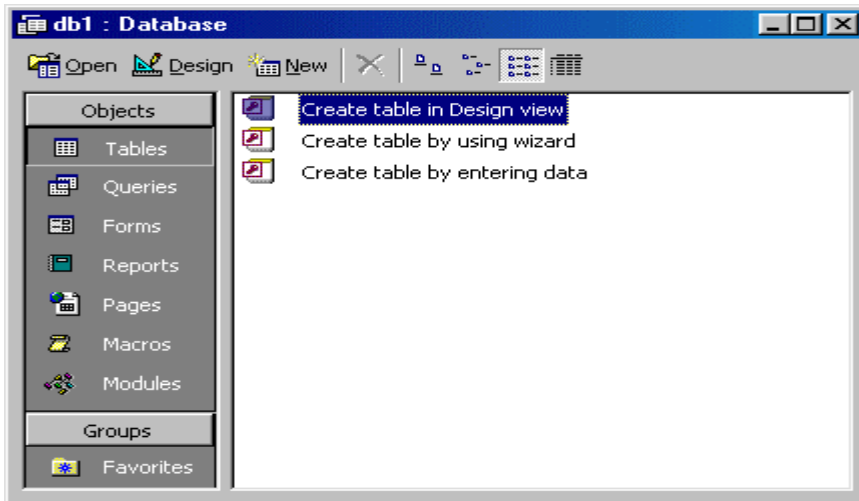 db1 : Database
Open Design New
Objects
Tables
Queries
Forms
Reports
Pages
Macros
Modules
Groups
Favorites
Create table in Design view
Create table by using wizard
Create table by entering data